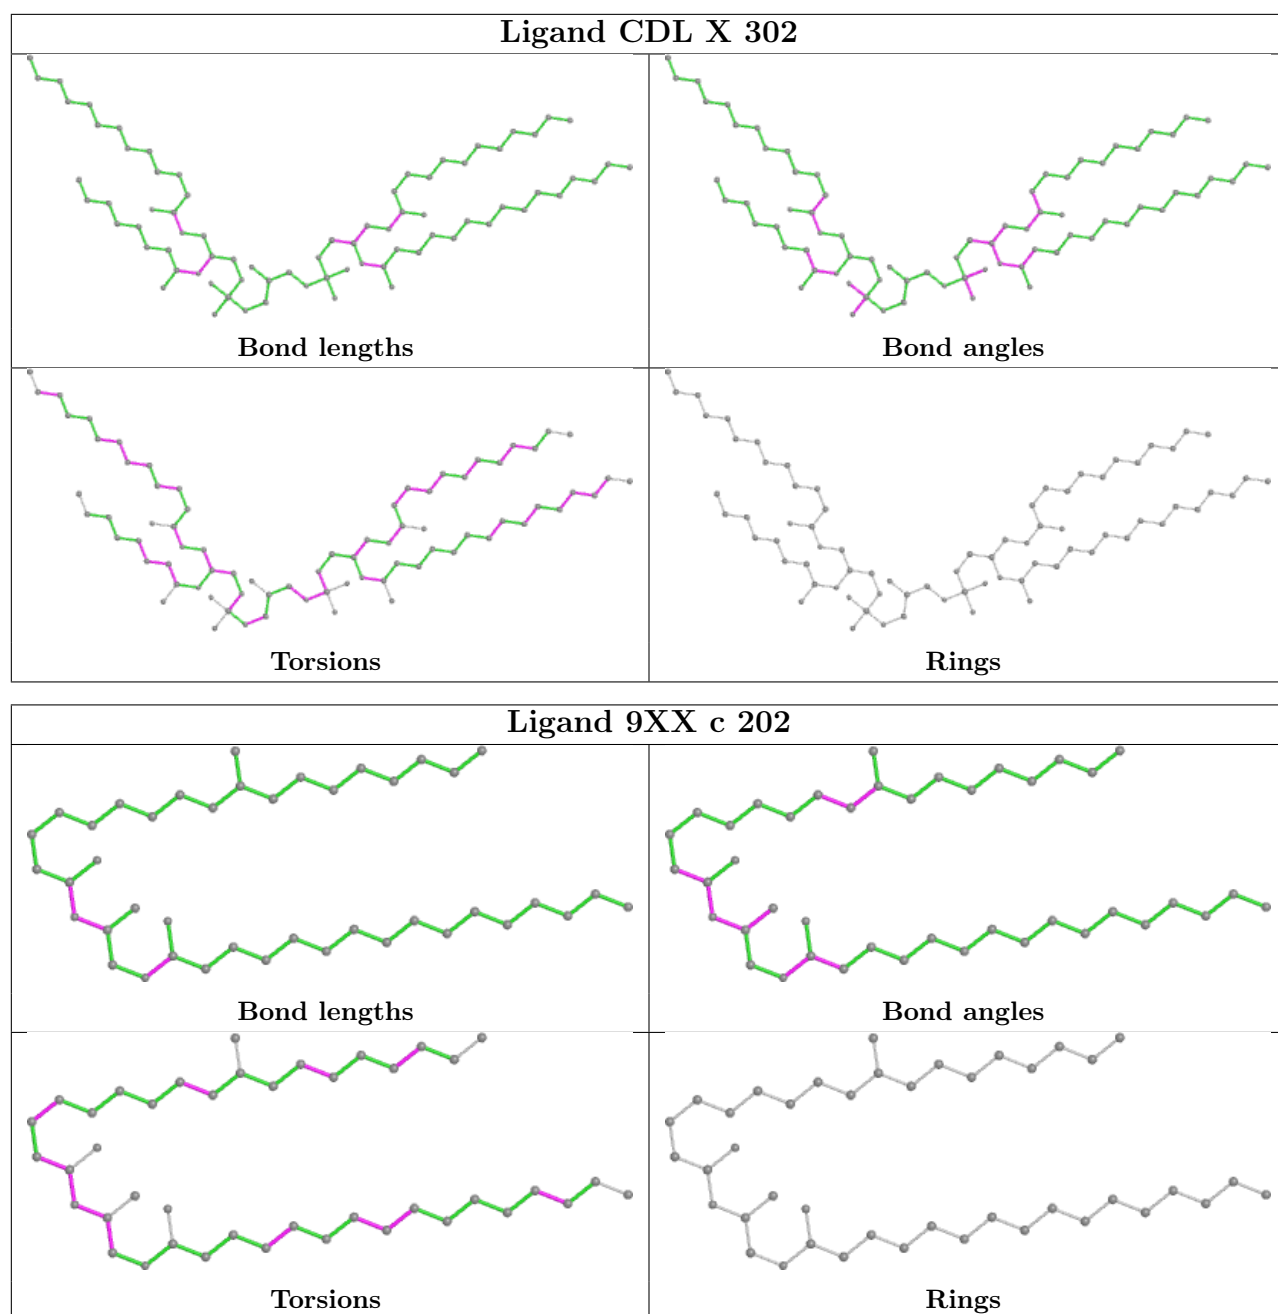 Ligand CDL X 302
Bond lengths
Bond angles
Torsions
Rings
Ligand 9XX c 202
Bond lengths
Bond angles
Torsions
Rings